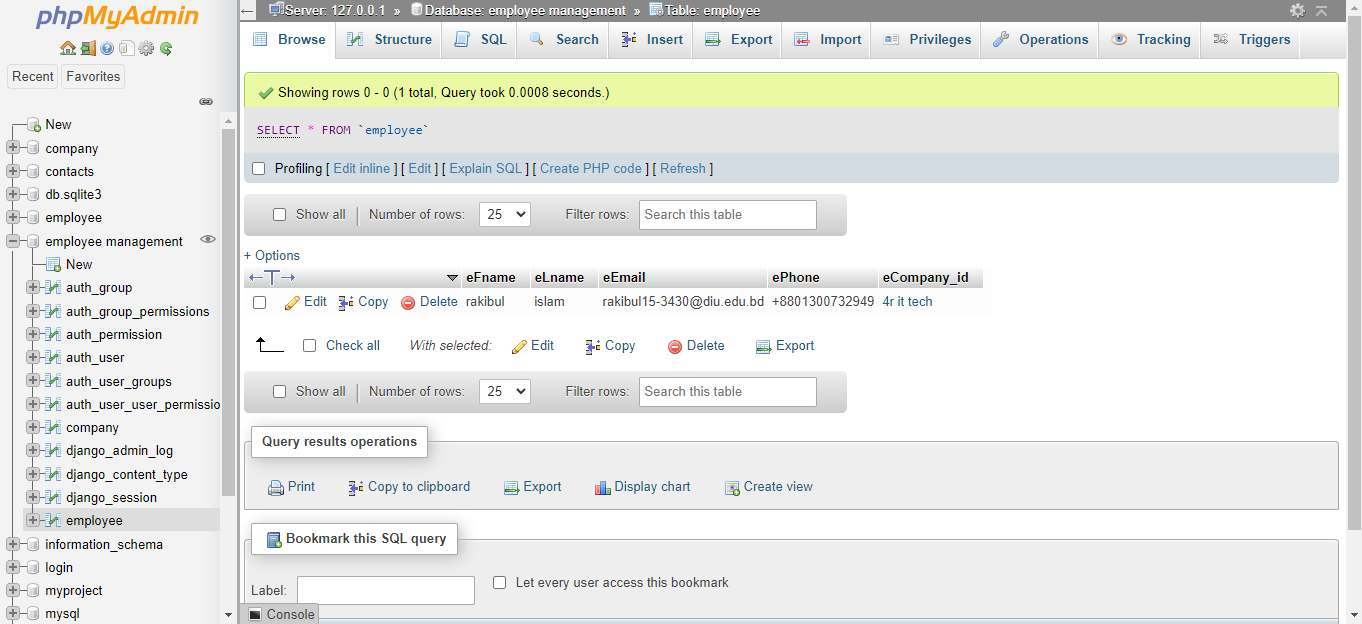 phpMyAdmin
Recent Favorites
New
company
contacts
db.sqlite3
employee
employee management
New
auth_group
auth_group_permissions
auth_permission
auth_user
auth_user_groups
auth_user_user_permissio
company
django_admin_log
django_content_type
django_session
employee
information_schema
login
myproject
mysql
Server: 127.0.0.1 » Database: employee management » Table: employee
Browse Structure SQL Search Insert Export Import Privileges Operations Tracking Triggers
Showing rows 0 - 0 (1 total, Query took 0.0008 seconds.)
SELECT * FROM `employee`
Profiling [ Edit inline ] [ Edit ] [ Explain SQL ] [ Create PHP code ] [ Refresh ]
Show all | Number of rows: 25 Filter rows: Search this table
+ Options
eFname eLname eEmail ePhone eCompany_id
Edit Copy Delete rakibul islam rakibul15-3430@diu.edu.bd +8801300732949 4r it tech
Check all With selected: Edit Copy Delete Export
Show all | Number of rows: 25 Filter rows: Search this table
Query results operations
Print Copy to clipboard Export Display chart Create view
Bookmark this SQL query
Label: Let every user access this bookmark
Console